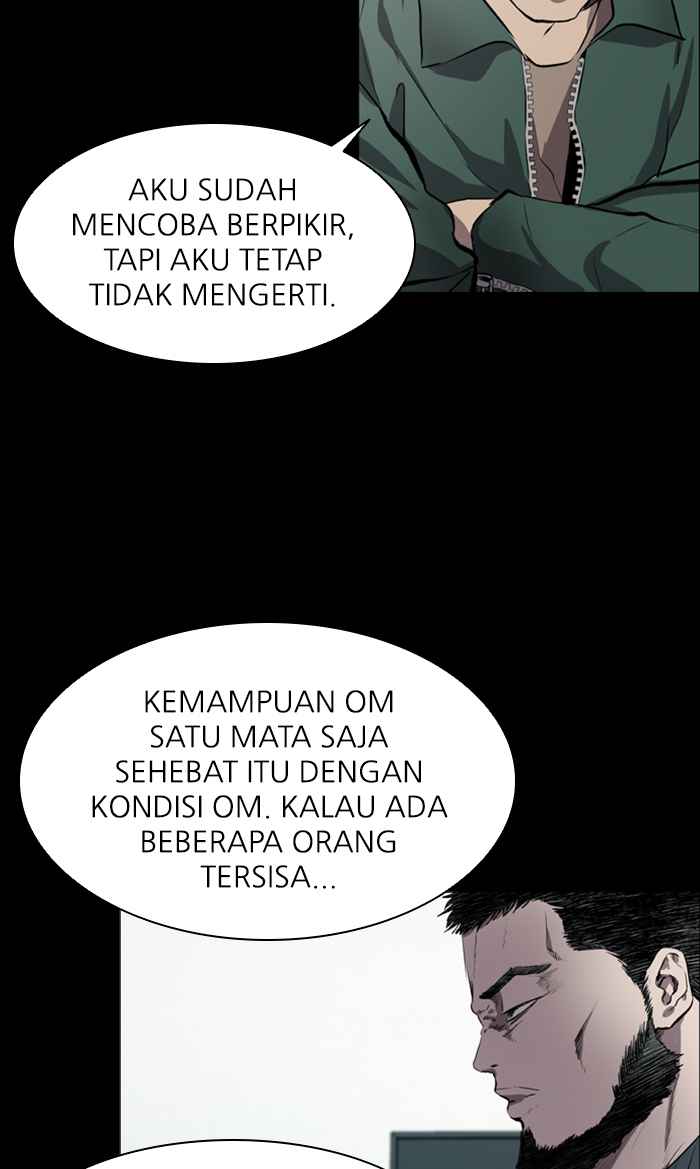 AKU SUDAH
MENCOBA BERPIKIR,
TAPI AKU TETAP
TIDAK MENGERTI.
KEMAMPUAN OM
SATU MATA SAJA
SEHEBAT ITU DENGAN
KONDISI OM. KALAU ADA
BEBERAPA ORANG
TERSISA...